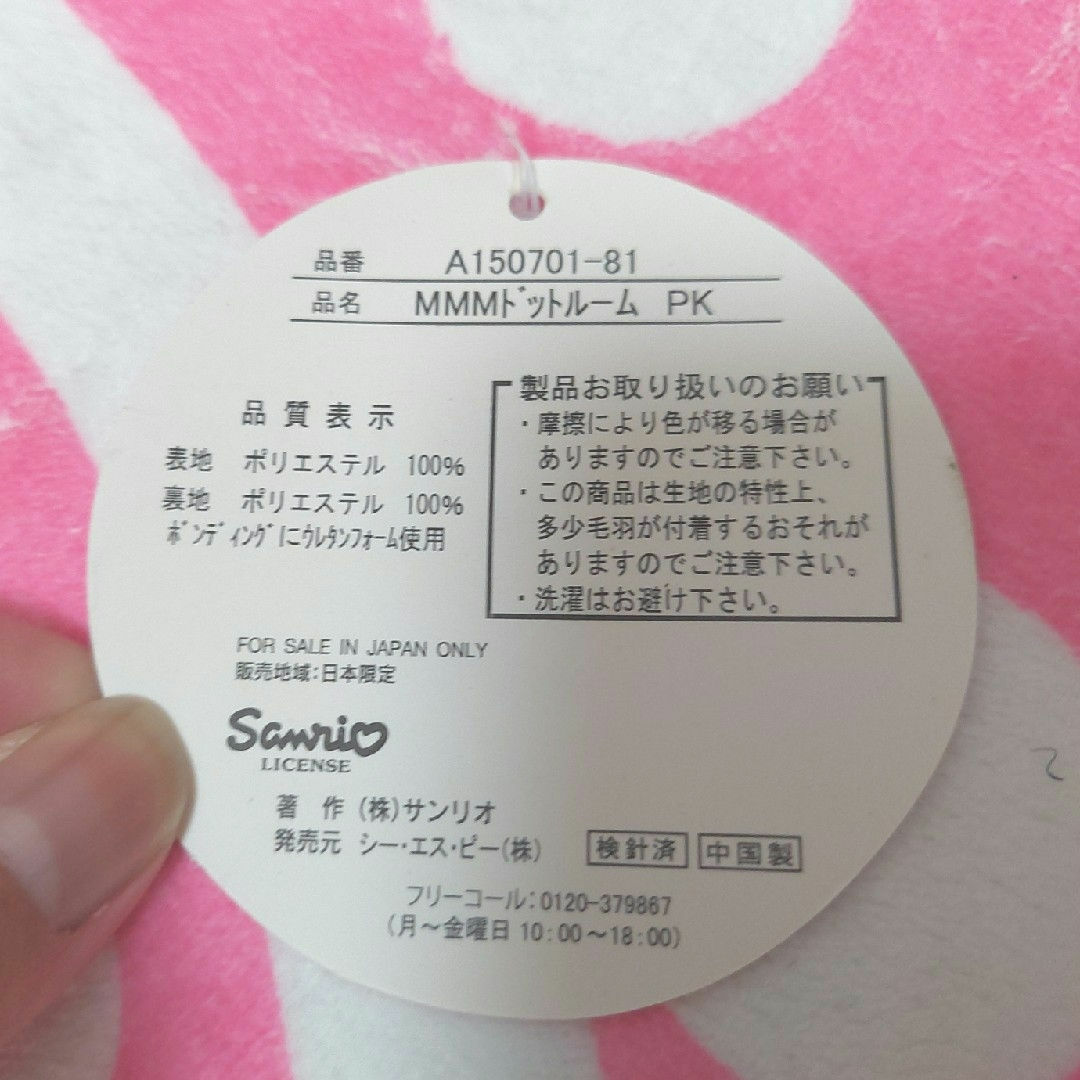 品番 A150701-81
品名 MMMﾄﾞｯﾄルーム PK
品質表示
表地 ポリエステル 100%
裏地 ポリエステル 100%
ﾎﾞﾝﾃﾞｨﾝｸﾞにｳﾚﾀﾝﾌｫｰﾑ使用
製品お取り扱いのお願い
・摩擦により色が移る場合が
ありますのでご注意下さい。
・この商品は生地の特性上、
多少毛羽が付着するおそれが
ありますのでご注意下さい。
・洗濯はお避け下さい。
FOR SALE IN JAPAN ONLY
販売地域：日本限定
Sanrio
LICENSE
著 作 (株)サンリオ
発売元 シー・エス・ピー(株)
検針済 中国製
フリーコール：0120-379867
(月～金曜日 10：00～18：00)